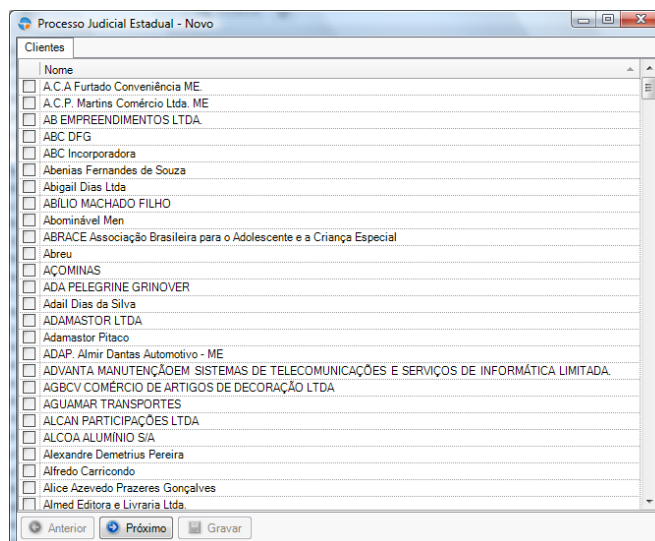 Processo Judicial Estadual - Novo
Clientes
Nome
A.C.A Furtado Conveniência ME.
A.C.P. Martins Comércio Ltda. ME
AB EMPREENDIMENTOS LTDA.
ABC DFG
ABC Incorporadora
Abenias Fernandes de Souza
Abigail Dias Ltda
ABÍLIO MACHADO FILHO
Abominável Men
ABRACE Associação Brasileira para o Adolescente e a Criança Especial
Abreu
AÇOMINAS
ADA PELEGRINE GRINOVER
Adail Dias da Silva
ADAMASTOR LTDA
Adamastor Pitaco
ADAP. Almir Dantas Automotivo - ME
ADVANTA MANUTENÇÃOEM SISTEMAS DE TELECOMUNICAÇÕES E SERVIÇOS DE INFORMÁTICA LIMITADA.
AGBCV COMÉRCIO DE ARTIGOS DE DECORAÇÃO LTDA
AGUAMAR TRANSPORTES
ALCAN PARTICIPAÇÕES LTDA
ALCOA ALUMÍNIO S/A
Alexandre Demetrius Pereira
Alfredo Carricondo
Alice Azevedo Prazeres Gonçalves
Almed Editora e Livraria Ltda.
Anterior Próximo Gravar